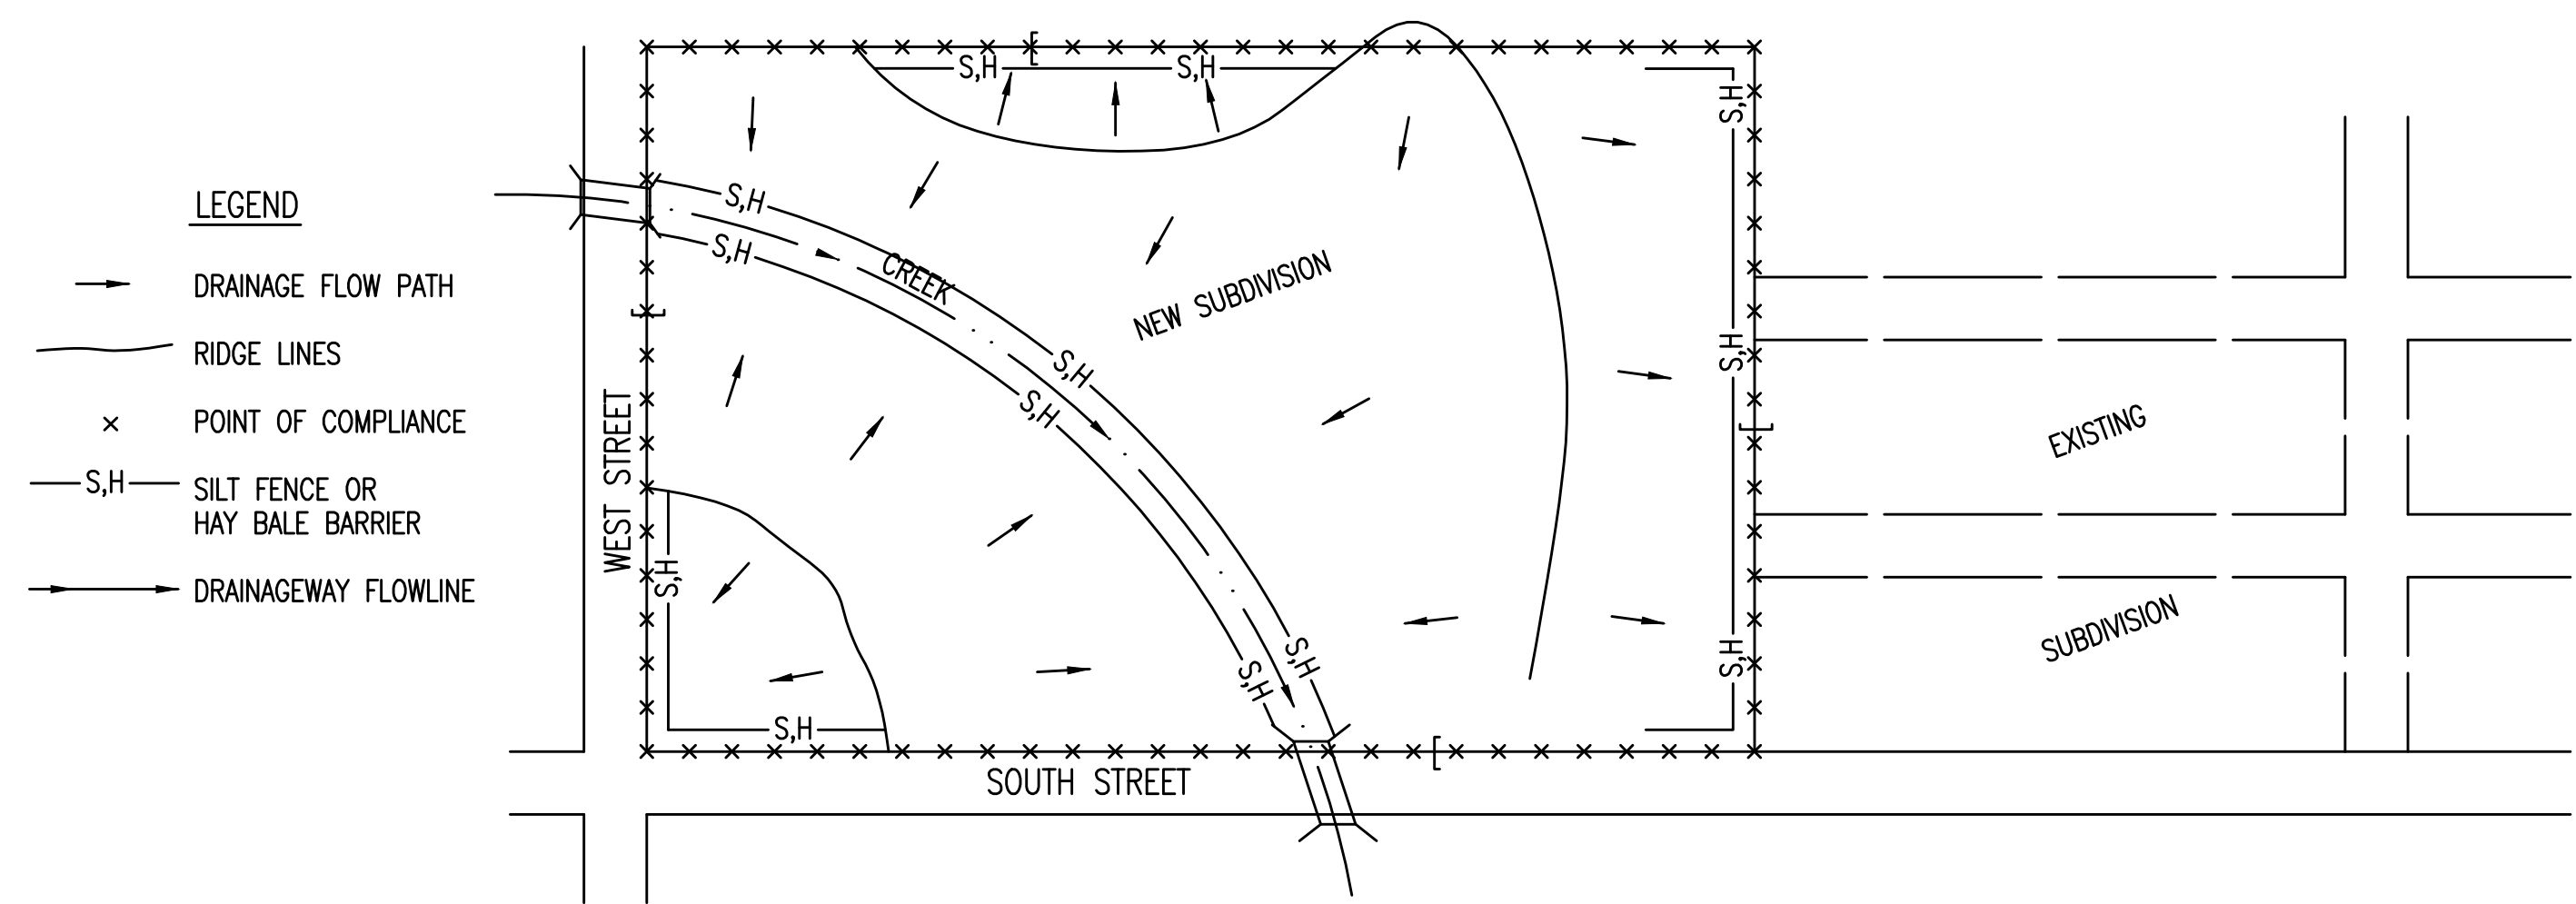 LEGEND
DRAINAGE FLOW PATH
RIDGE LINES
POINT OF COMPLIANCE
S,H
SILT FENCE OR
HAY BALE BARRIER
DRAINAGEWAY FLOWLINE
S,H
S,H
S,H
S,H
S,H
CREEK
NEW SUBDIVISION
S,H
S,H
S,H
WEST STREET
EXISTING
S,H
S,H
S,H
S,H
SUBDIVISION
S,H
SOUTH STREET